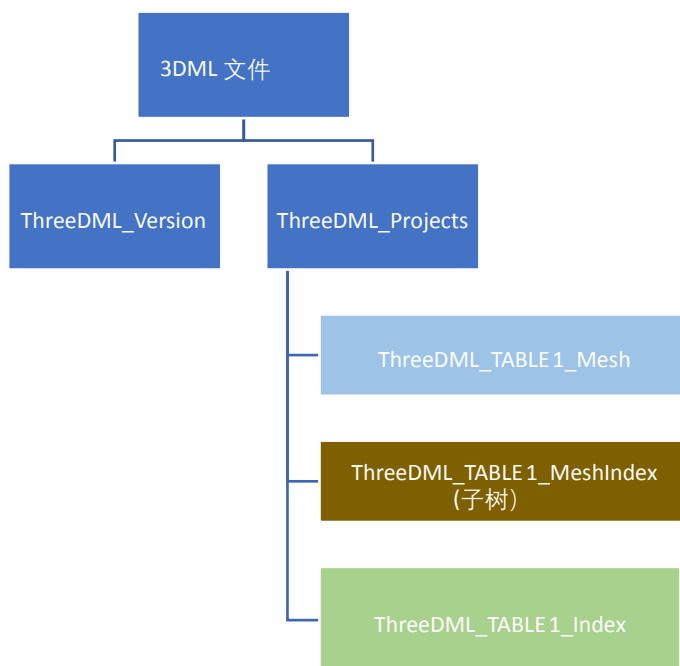 3DML 文件
ThreeDML_Version
ThreeDML_Projects
ThreeDML_TABLE1_Mesh
ThreeDML_TABLE1_MeshIndex
(子树）
ThreeDML_TABLE1_Index